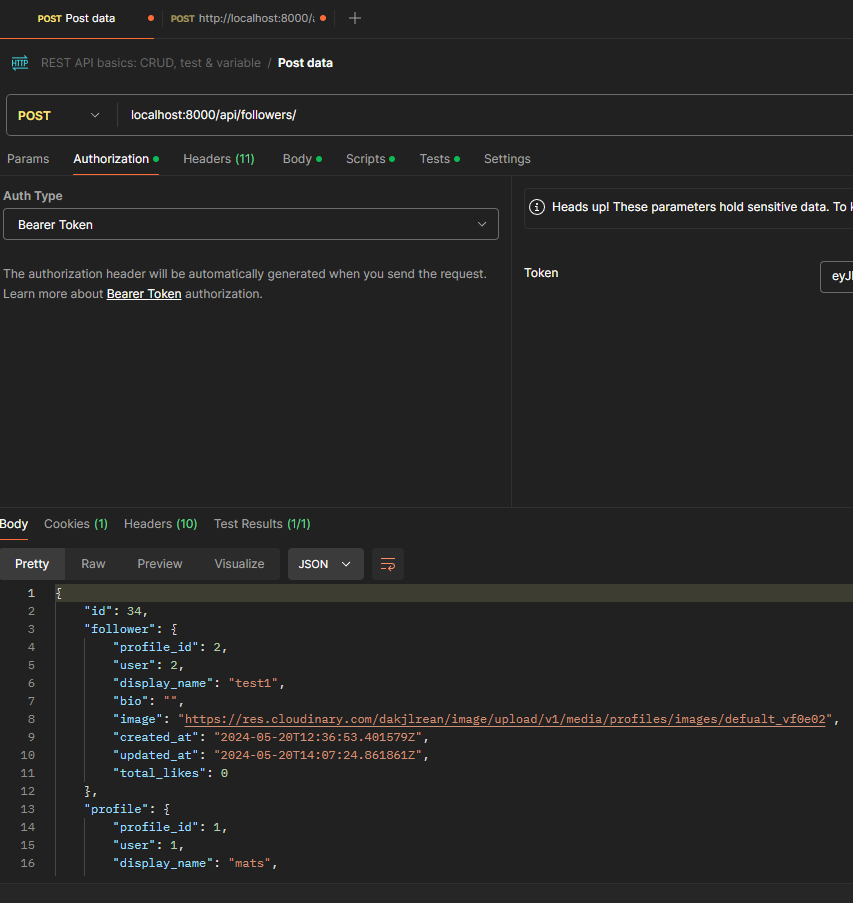 POST Post data
POST http://localhost:8000/a
REST API basics: CRUD, test & variable / Post data
POST localhost:8000/api/followers/
Params Authorization Headers (11) Body Scripts Tests Settings
Auth Type
Bearer Token
The authorization header will be automatically generated when you send the request.
Learn more about Bearer Token authorization.
Heads up! These parameters hold sensitive data. To k
Token eyJl
Body Cookies (1) Headers (10) Test Results (1/1)
Pretty Raw Preview Visualize JSON
1 {
2 "id": 34,
3 "follower": {
4 "profile_id": 2,
5 "user": 2,
6 "display_name": "test1",
7 "bio": "",
8 "image": "https://res.cloudinary.com/dakjlrean/image/upload/v1/media/profiles/images/defualt_vf0e02",
9 "created_at": "2024-05-20T12:36:53.401579Z",
10 "updated_at": "2024-05-20T14:07:24.861861Z",
11 "total_likes": 0
12 },
13 "profile": {
14 "profile_id": 1,
15 "user": 1,
16 "display_name": "mats",